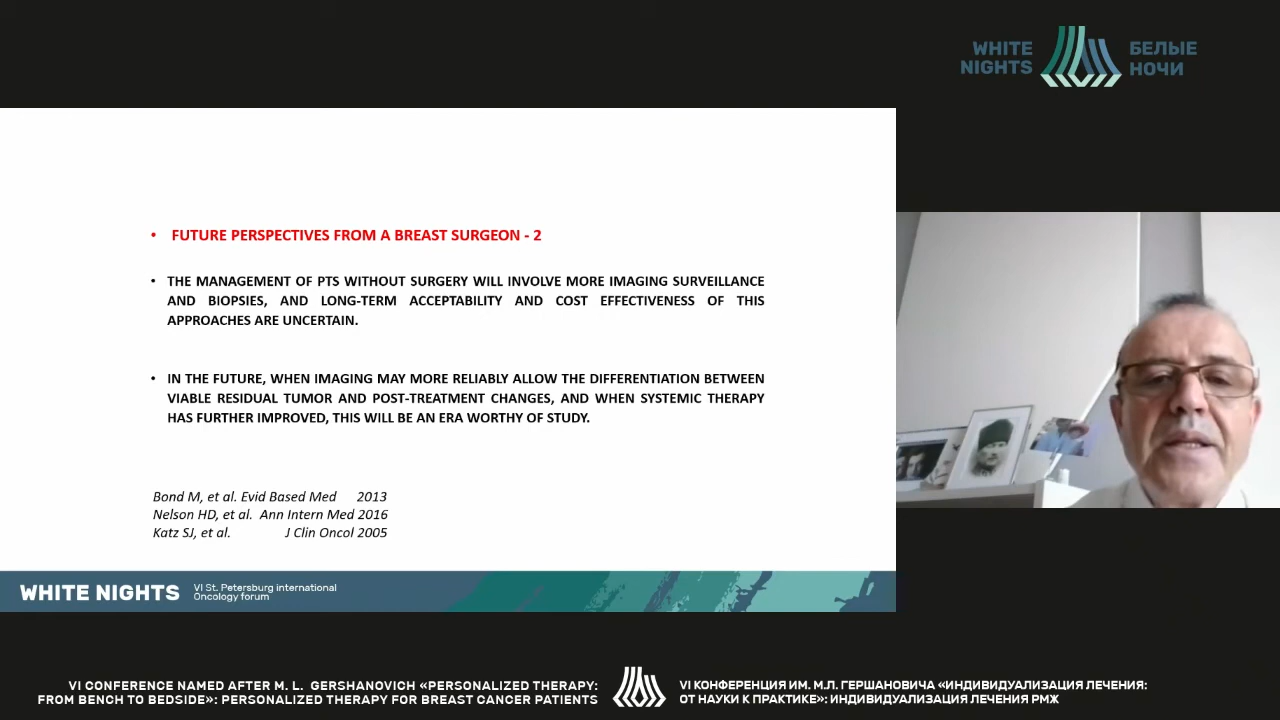 WHITE
NIGHTS
БЕЛЫЕ
НОЧИ
• FUTURE PERSPECTIVES FROM A BREAST SURGEON - 2
• THE MANAGEMENT OF PTS WITHOUT SURGERY WILL INVOLVE MORE IMAGING SURVEILLANCE
AND BIOPSIES, AND LONG-TERM ACCEPTABILITY AND COST EFFECTIVENESS OF THIS
APPROACHES ARE UNCERTAIN.
• IN THE FUTURE, WHEN IMAGING MAY MORE RELIABLY ALLOW THE DIFFERENTIATION BETWEEN
VIABLE RESIDUAL TUMOR AND POST-TREATMENT CHANGES, AND WHEN SYSTEMIC THERAPY
HAS FURTHER IMPROVED, THIS WILL BE AN ERA WORTHY OF STUDY.
Bond M, et al. Evid Based Med 2013
Nelson HD, et al. Ann Intern Med 2016
Katz SJ, et al. J Clin Oncol 2005
WHITE NIGHTS
VI St. Petersburg international
Oncology forum
VI CONFERENCE NAMED AFTER M. L. GERSHANOVICH «PERSONALIZED THERAPY:
FROM BENCH TO BEDSIDE»: PERSONALIZED THERAPY FOR BREAST CANCER PATIENTS
VI КОНФЕРЕНЦИЯ ИМ. М.Л. ГЕРШАНОВИЧА «ИНДИВИДУАЛИЗАЦИЯ ЛЕЧЕНИЯ:
ОТ НАУКИ К ПРАКТИКЕ»: ИНДИВИДУАЛИЗАЦИЯ ЛЕЧЕНИЯ РМЖ